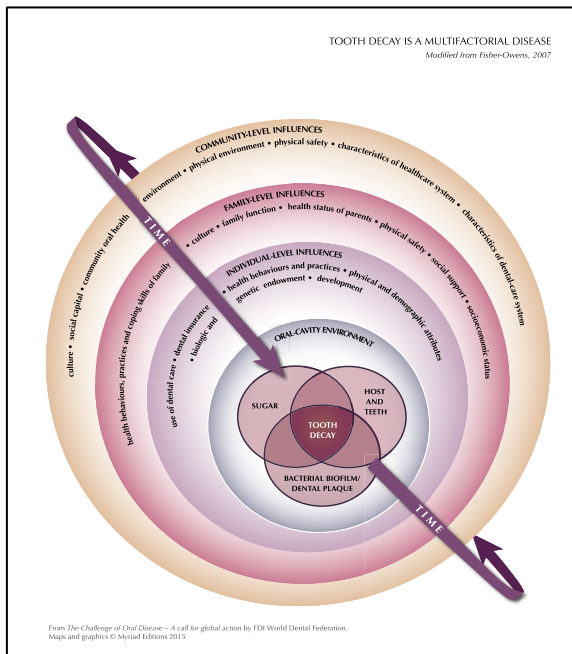 TOOTH DECAY IS A MULTIFACTORIAL DISEASE
Modified from Fisher-Owens, 2007
COMMUNITY-LEVEL INFLUENCES
culture • social capital • community oral health environment • physical environment • physical safety • characteristics of healthcare system • characteristics of dental-care system
FAMILY-LEVEL INFLUENCES
health behaviours, practices and coping skills of family • culture • family function • health status of parents • physical safety • social support • socioeconomic status
INDIVIDUAL-LEVEL INFLUENCES
use of dental care • dental insurance • health behaviours and practices • physical and demographic attributes
• biologic and genetic endowment • development
ORAL-CAVITY ENVIRONMENT
TIME
SUGAR
HOST
AND
TEETH
TOOTH
DECAY
BACTERIAL BIOFILM/
DENTAL PLAQUE
TIME
From The Challenge of Oral Disease – A call for global action by FDI World Dental Federation.
Maps and graphics © Myriad Editions 2015